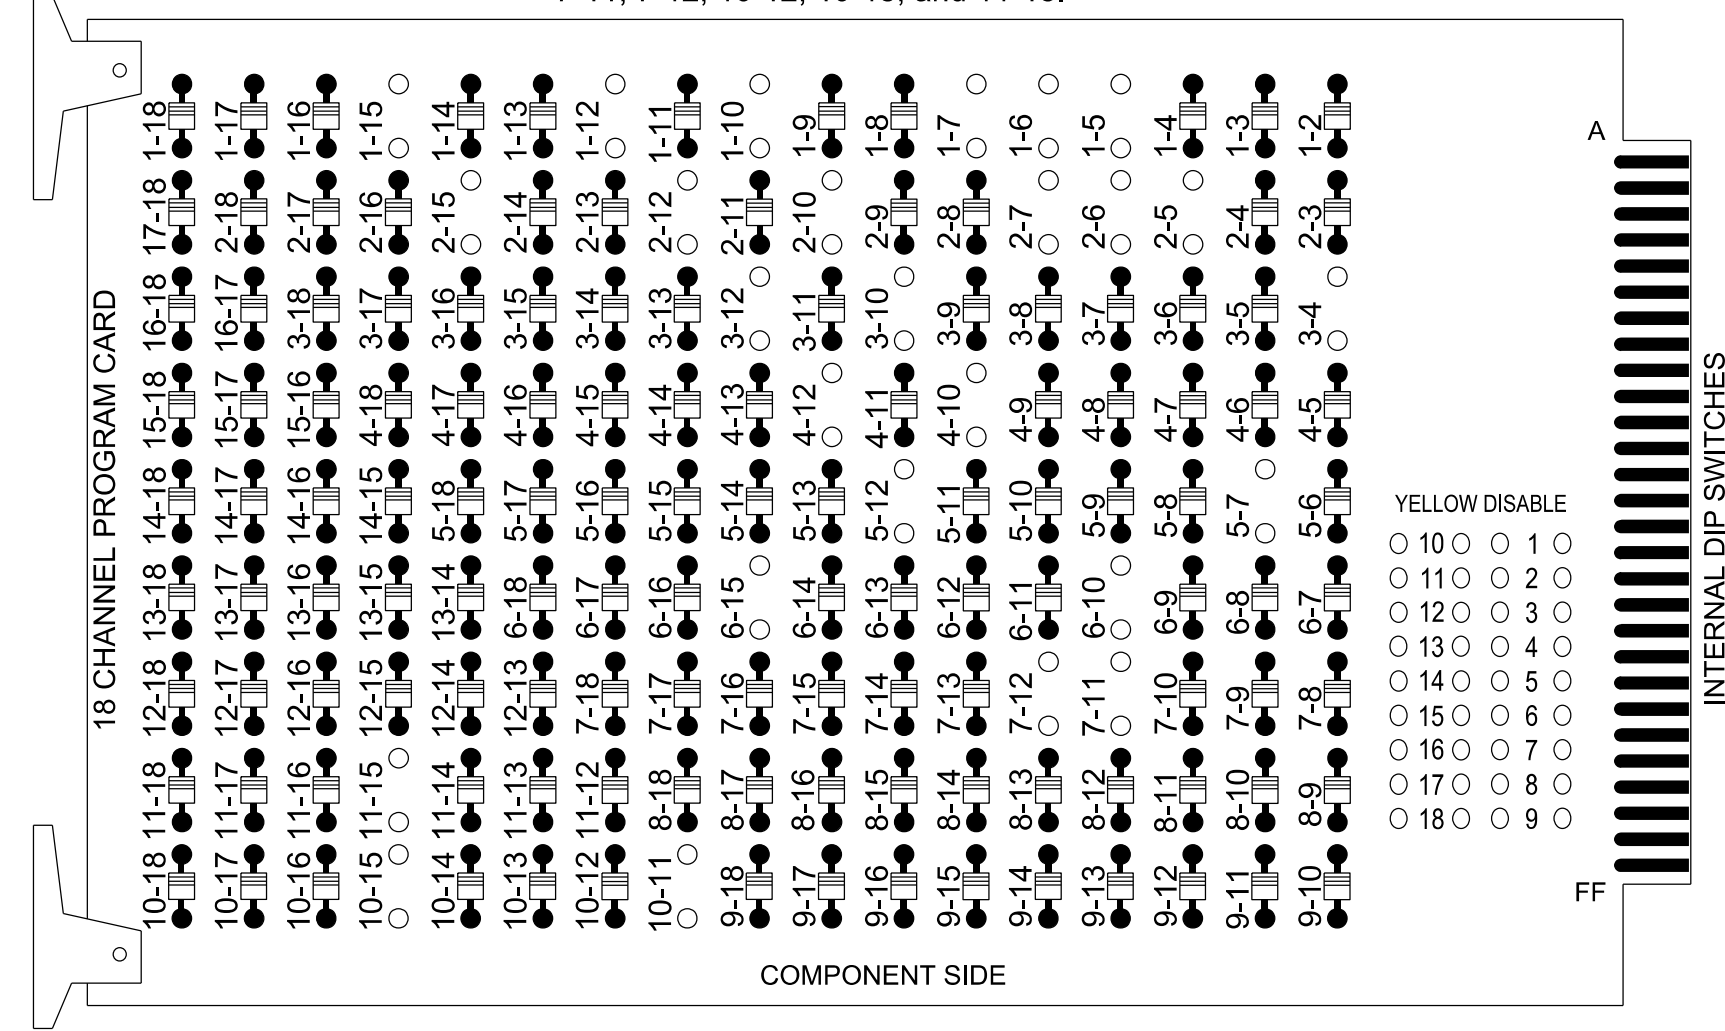 1-18 1-17 1-16 1-15 1-14 1-13 1-12 1-11 1-10 1-9 1-8 1-7 1-6 1-5 1-4 1-3 1-2
A
17-18 2-18 2-17 2-16 2-15 2-14 2-13 2-12 2-11 2-10 2-9 2-8 2-7 2-6 2-5 2-4 2-3
16-18 16-17 3-18 3-17 3-16 3-15 3-14 3-13 3-12 3-11 3-10 3-9 3-8 3-7 3-6 3-5 3-4
15-18 15-17 15-16 4-18 4-17 4-16 4-15 4-14 4-13 4-12 4-11 4-10 4-9 4-8 4-7 4-6 4-5
14-18 14-17 14-16 14-15 5-18 5-17 5-16 5-15 5-14 5-13 5-12 5-11 5-10 5-9 5-8 5-7 5-6
13-18 13-17 13-16 13-15 13-14 6-18 6-17 6-16 6-15 6-14 6-13 6-12 6-11 6-10 6-9 6-8 6-7
12-18 12-17 12-16 12-15 12-14 12-13 7-18 7-17 7-16 7-15 7-14 7-13 7-12 7-11 7-10 7-9 7-8
11-18 11-17 11-16 11-15 11-14 11-13 11-12 8-18 8-17 8-16 8-15 8-14 8-13 8-12 8-11 8-10 8-9
10-18 10-17 10-16 10-15 10-14 10-13 10-12 10-11 9-18 9-17 9-16 9-15 9-14 9-13 9-12 9-11 9-10
18 CHANNEL PROGRAM CARD
YELLOW DISABLE
10 1
11 2
12 3
13 4
14 5
15 6
16 7
17 8
18 9
INTERNAL DIP SWITCHES
FF
COMPONENT SIDE